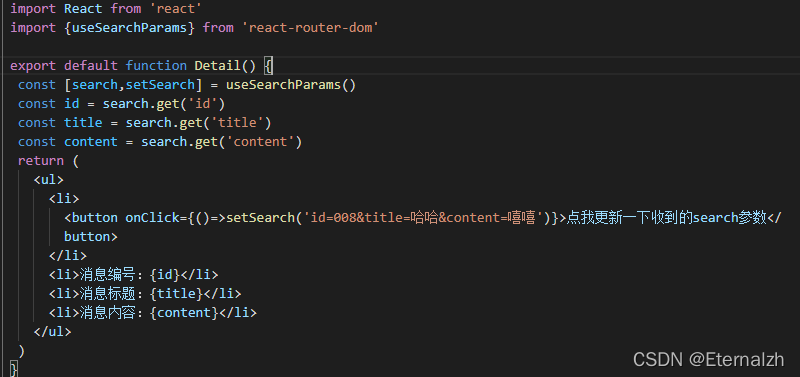 import React from 'react'
import {useSearchParams} from 'react-router-dom'
export default function Detail() {
const [search,setSearch] = useSearchParams()
const id = search.get('id')
const title = search.get('title')
const content = search.get('content')
return (
<ul>
<li>
<button onClick={()=>setSearch('id=008&title=哈哈&content=嘻嘻')}>点我更新一下收到的search参数</
button>
</li>
<li>消息编号：{id}</li>
<li>消息标题：{title}</li>
<li>消息内容：{content}</li>
</ul>
)
}
CSDN @Eternalzh